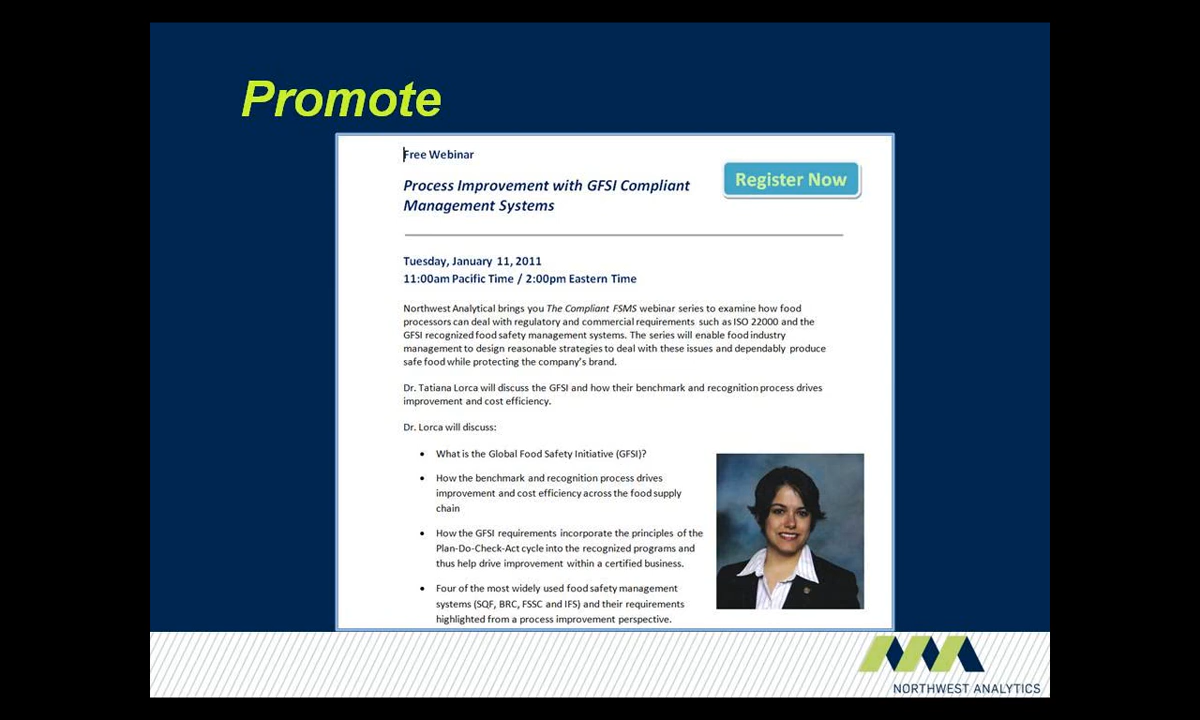 Promote
Free Webinar
Register Now
Process Improvement with GFSI Compliant
Management Systems
Tuesday, January 11, 2011
11:00am Pacific Time / 2:00pm Eastern Time
Northwest Analytical brings you The Compliant FSMS webinar series to examine how food
processors can deal with regulatory and commercial requirements such as ISO 22000 and the
GFSI recognized food safety management systems. The series will enable food industry
management to design reasonable strategies to deal with these issues and dependably produce
safe food while protecting the company's brand.
Dr. Tatiana Lorca will discuss the GFSI and how their benchmark and recognition process drives
improvement and cost efficiency.
Dr. Lorca will discuss:
• What is the Global Food Safety Initiative (GFSI)?
• How the benchmark and recognition process drives
improvement and cost efficiency across the food supply
chain
• How the GFSI requirements incorporate the principles of the
Plan-Do-Check-Act cycle into the recognized programs and
thus help drive improvement within a certified business.
• Four of the most widely used food safety management
systems (SQF, BRC, FSSC and IFS) and their requirements
highlighted from a process improvement perspective.
NORTHWEST ANALYTICS